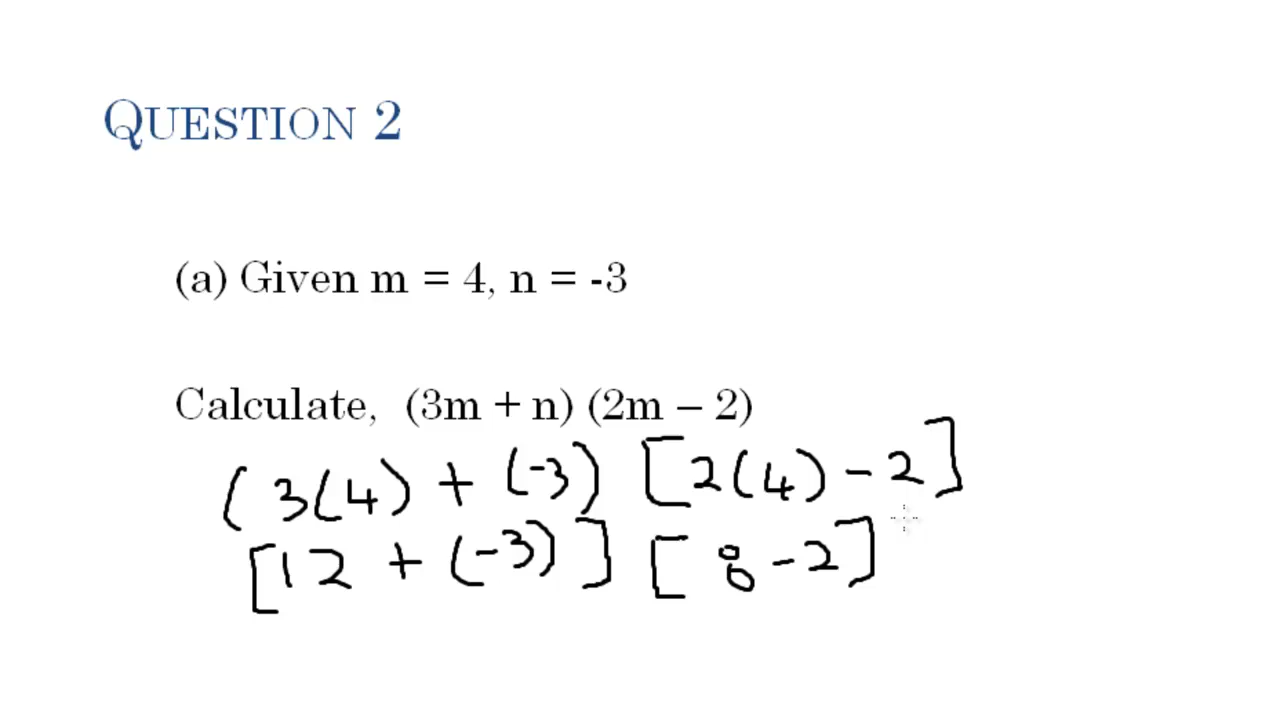 QUESTION 2
(a) Given m = 4, n = -3
Calculate, (3m + n) (2m – 2)
(3(4) + (-3) [2(4) - 2]
[12 + (-3)] [8 - 2]